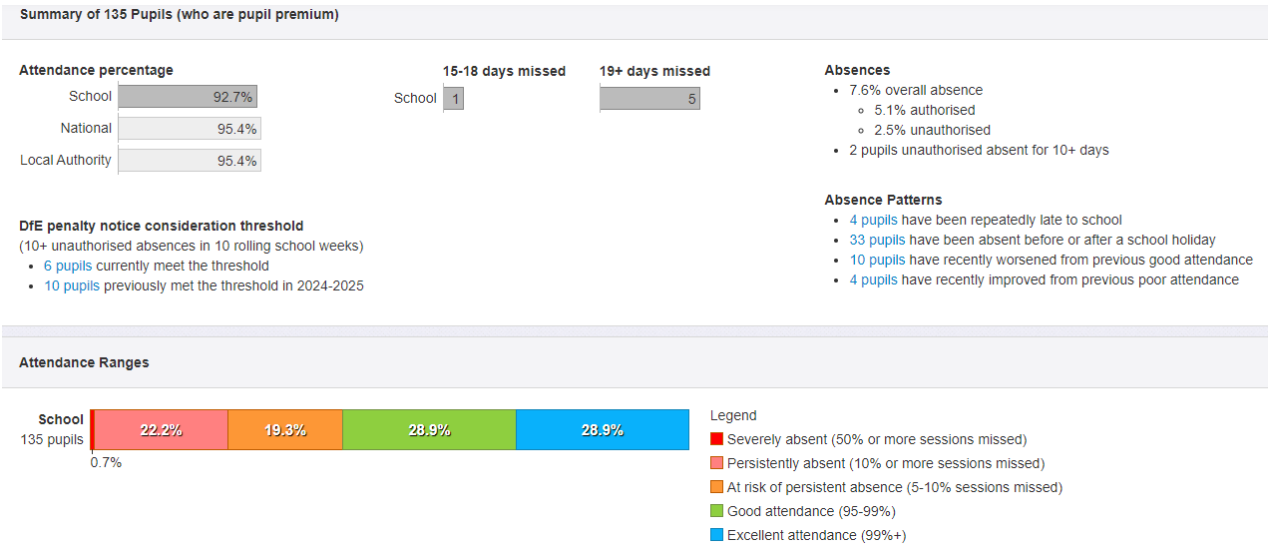 Summary of 135 Pupils (who are pupil premium)
Attendance percentage
School 92.7%
National 95.4%
Local Authority 95.4%
15-18 days missed 19+ days missed
School 1 5
DfE penalty notice consideration threshold
(10+ unauthorised absences in 10 rolling school weeks)
6 pupils currently meet the threshold
10 pupils previously met the threshold in 2024-2025
Absences
7.6% overall absence
5.1% authorised
2.5% unauthorised
2 pupils unauthorised absent for 10+ days
Absence Patterns
4 pupils have been repeatedly late to school
33 pupils have been absent before or after a school holiday
10 pupils have recently worsened from previous good attendance
4 pupils have recently improved from previous poor attendance
Attendance Ranges
School
135 pupils
22.2% 19.3% 28.9% 28.9%
0.7%
Legend
Severely absent (50% or more sessions missed)
Persistently absent (10% or more sessions missed)
At risk of persistent absence (5-10% sessions missed)
Good attendance (95-99%)
Excellent attendance (99%+)